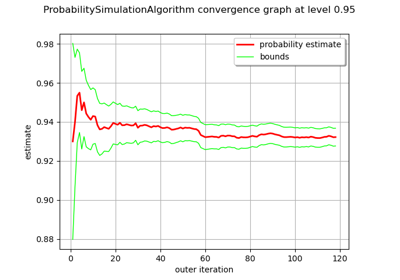 ProbabilitySimulationAlgorithm convergence graph at level 0.95
probability estimate
bounds
0.98
0.96
0.94
0.92
0.90
0.88
estimate
0 20 40 60 80 100 120
outer iteration